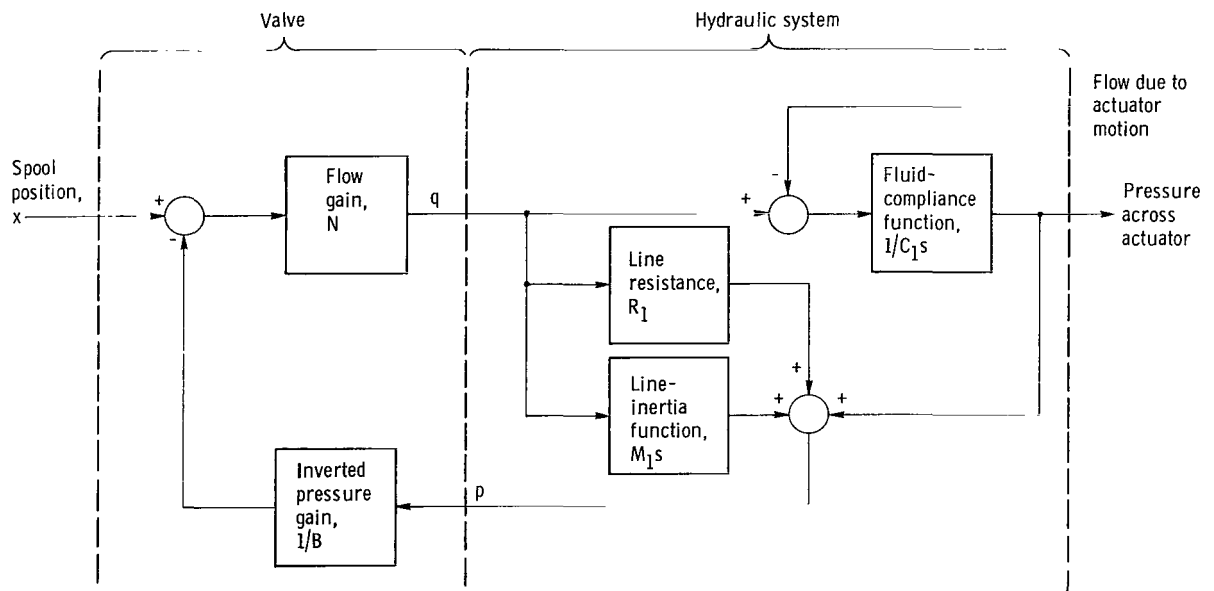 Valve
Hydraulic system
Flow due to
actuator
motion
Spool
position,
x
+
-
Flow
gain,
N
q
-
+
Fluid-
compliance
function,
1/C1s
Pressure
across
actuator
Line
resistance,
R1
+
Line-
inertia
function,
M1s
+
+
Inverted
pressure
gain,
1/B
p